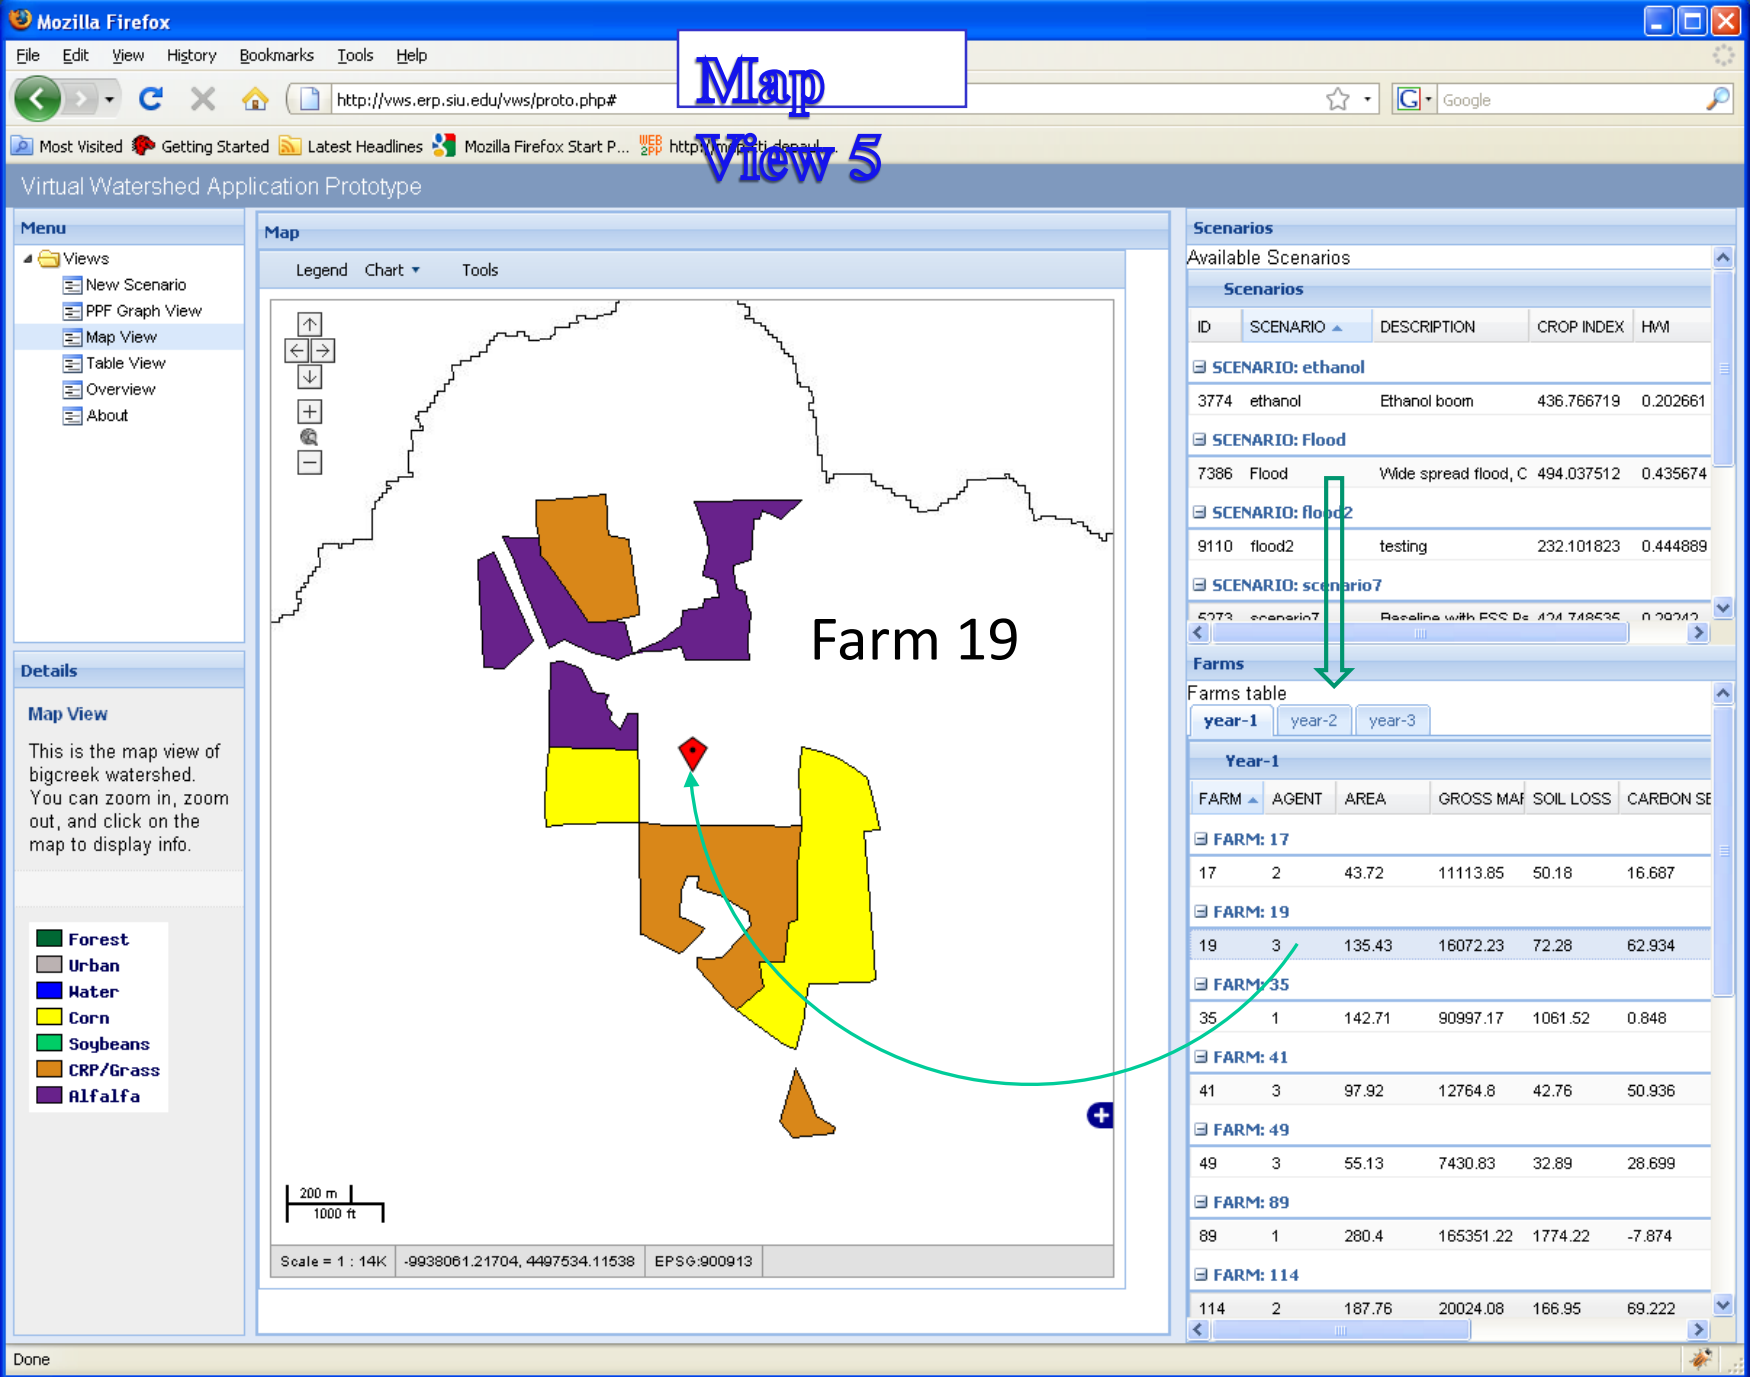 Mozilla Firefox
File Edit View History Bookmarks Tools Help
Map
View 5
http://vws.erp.siu.edu/vws/proto.php#
Google
Most Visited Getting Started Latest Headlines Mozilla Firefox Start P...
Virtual Watershed Application Prototype
Menu
Views
New Scenario
PPF Graph View
Map View
Table View
Overview
About
Details
Map View
This is the map view of
bigcreek watershed.
You can zoom in, zoom
out, and click on the
map to display info.
Forest
Urban
Water
Corn
Soybeans
CRP/Grass
Alfalfa
Map
Legend Chart Tools
Farm 19
200 m
1000 ft
Scale = 1 : 14K -9938061.21704, 4497534.11538 EPSG:900913
Scenarios
Available Scenarios
Scenarios
ID SCENARIO DESCRIPTION CROP INDEX HWI
SCENARIO: ethanol
3774 ethanol Ethanol boom 436.766719 0.202661
SCENARIO: Flood
7386 Flood Wide spread flood, C 494.037512 0.435674
SCENARIO: flood2
9110 flood2 testing 232.101823 0.444889
SCENARIO: scenario7
5273 scenario7 Baseline with ESS Ps 424.748535 0.29242
Farms
Farms table
year-1 year-2 year-3
Year-1
FARM AGENT AREA GROSS MAR SOIL LOSS CARBON SE
FARM: 17
17 2 43.72 11113.85 50.18 16.687
FARM: 19
19 3 135.43 16072.23 72.28 62.934
FARM: 35
35 1 142.71 90997.17 1061.52 0.848
FARM: 41
41 3 97.92 12764.8 42.76 50.936
FARM: 49
49 3 55.13 7430.83 32.89 28.699
FARM: 89
89 1 280.4 165351.22 1774.22 -7.874
FARM: 114
114 2 187.76 20024.08 166.95 69.222
Done